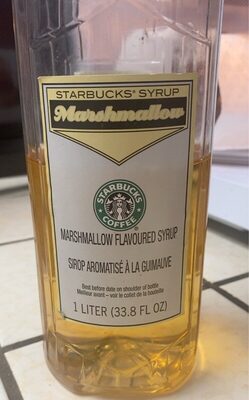 STARBUCKS® SYRUP
Marshmallow
STARBUCKS
COFFEE
MARSHMALLOW FLAVOURED SYRUP
SIROP AROMATISÉ À LA GUIMAUVE
Best before date on shoulder of bottle
Meilleur avant – voir le collet de la bouteille
1 LITER (33.8 FL OZ)